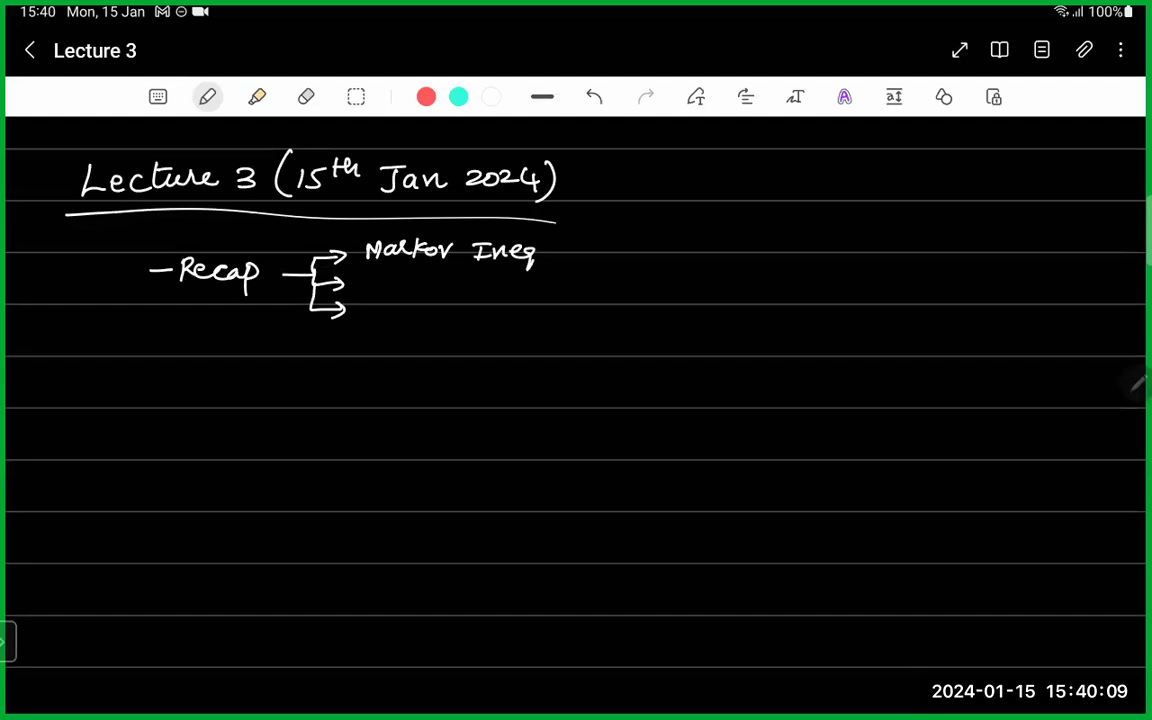 15:40 Mon, 15 Jan 100%
Lecture 3
Lecture 3 (15th Jan 2024)
Markov Ineq
- Recap
2024-01-15 15:40:09